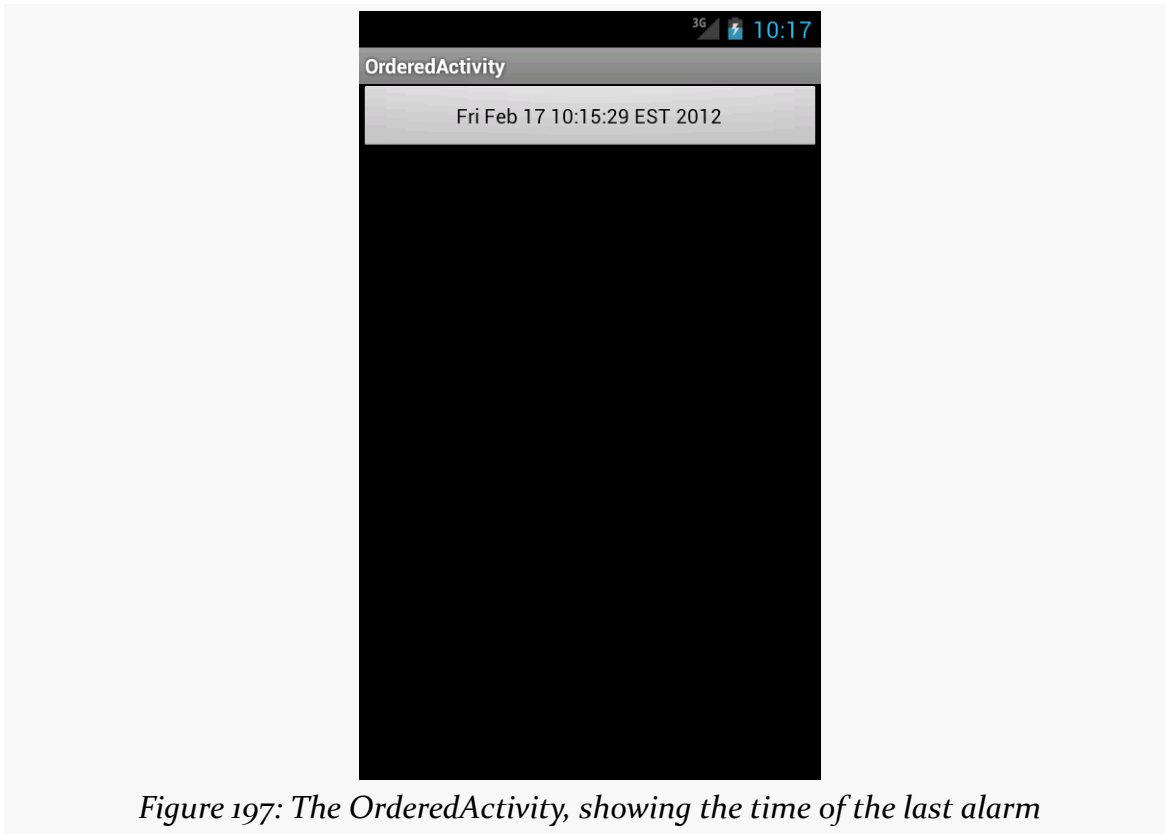 3G 10:17
OrderedActivity
Fri Feb 17 10:15:29 EST 2012
Figure 197: The OrderedActivity, showing the time of the last alarm